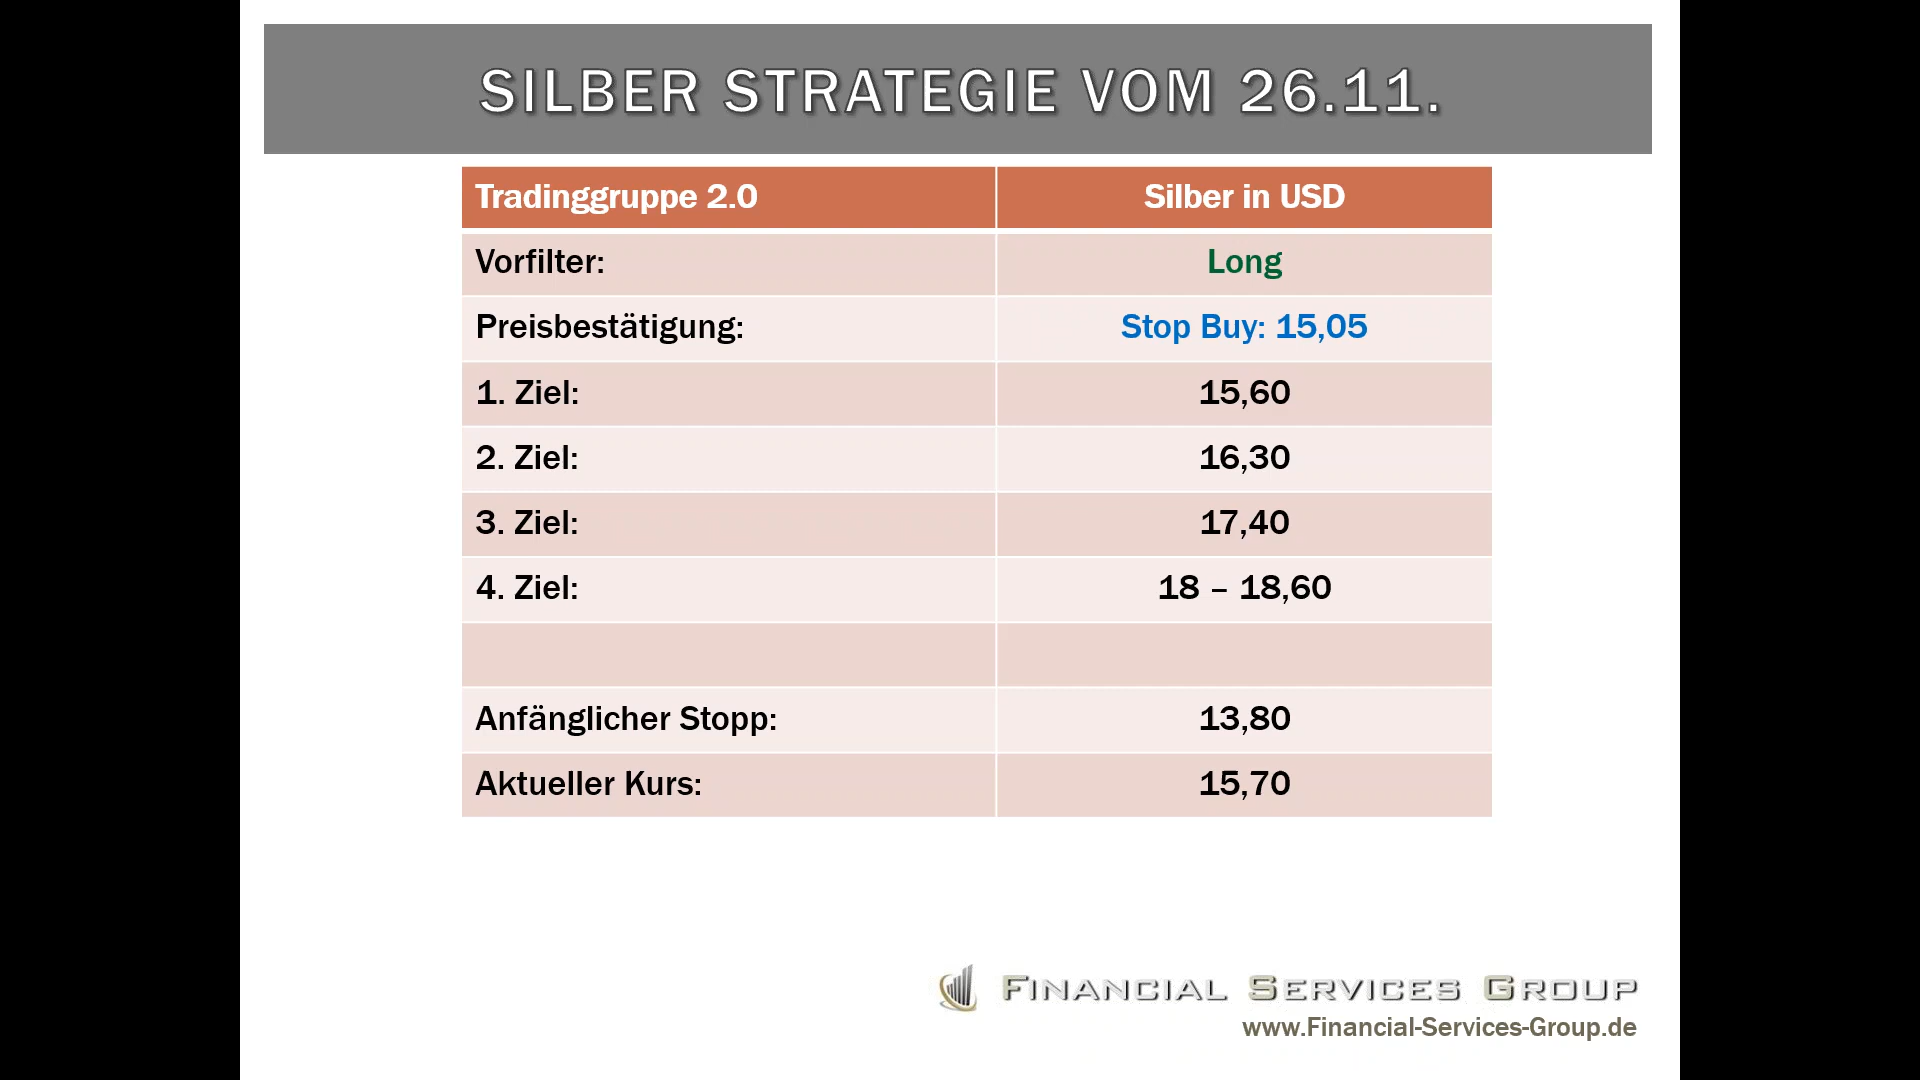 SILBER STRATEGIE VOM 26.11.
Tradinggruppe 2.0 Silber in USD
Vorfilter: Long
Preisbestätigung: Stop Buy: 15,05
1. Ziel: 15,60
2. Ziel: 16,30
3. Ziel: 17,40
4. Ziel: 18 – 18,60
Anfänglicher Stopp: 13,80
Aktueller Kurs: 15,70
FINANCIAL SERVICES GROUP
www.Financial-Services-Group.de